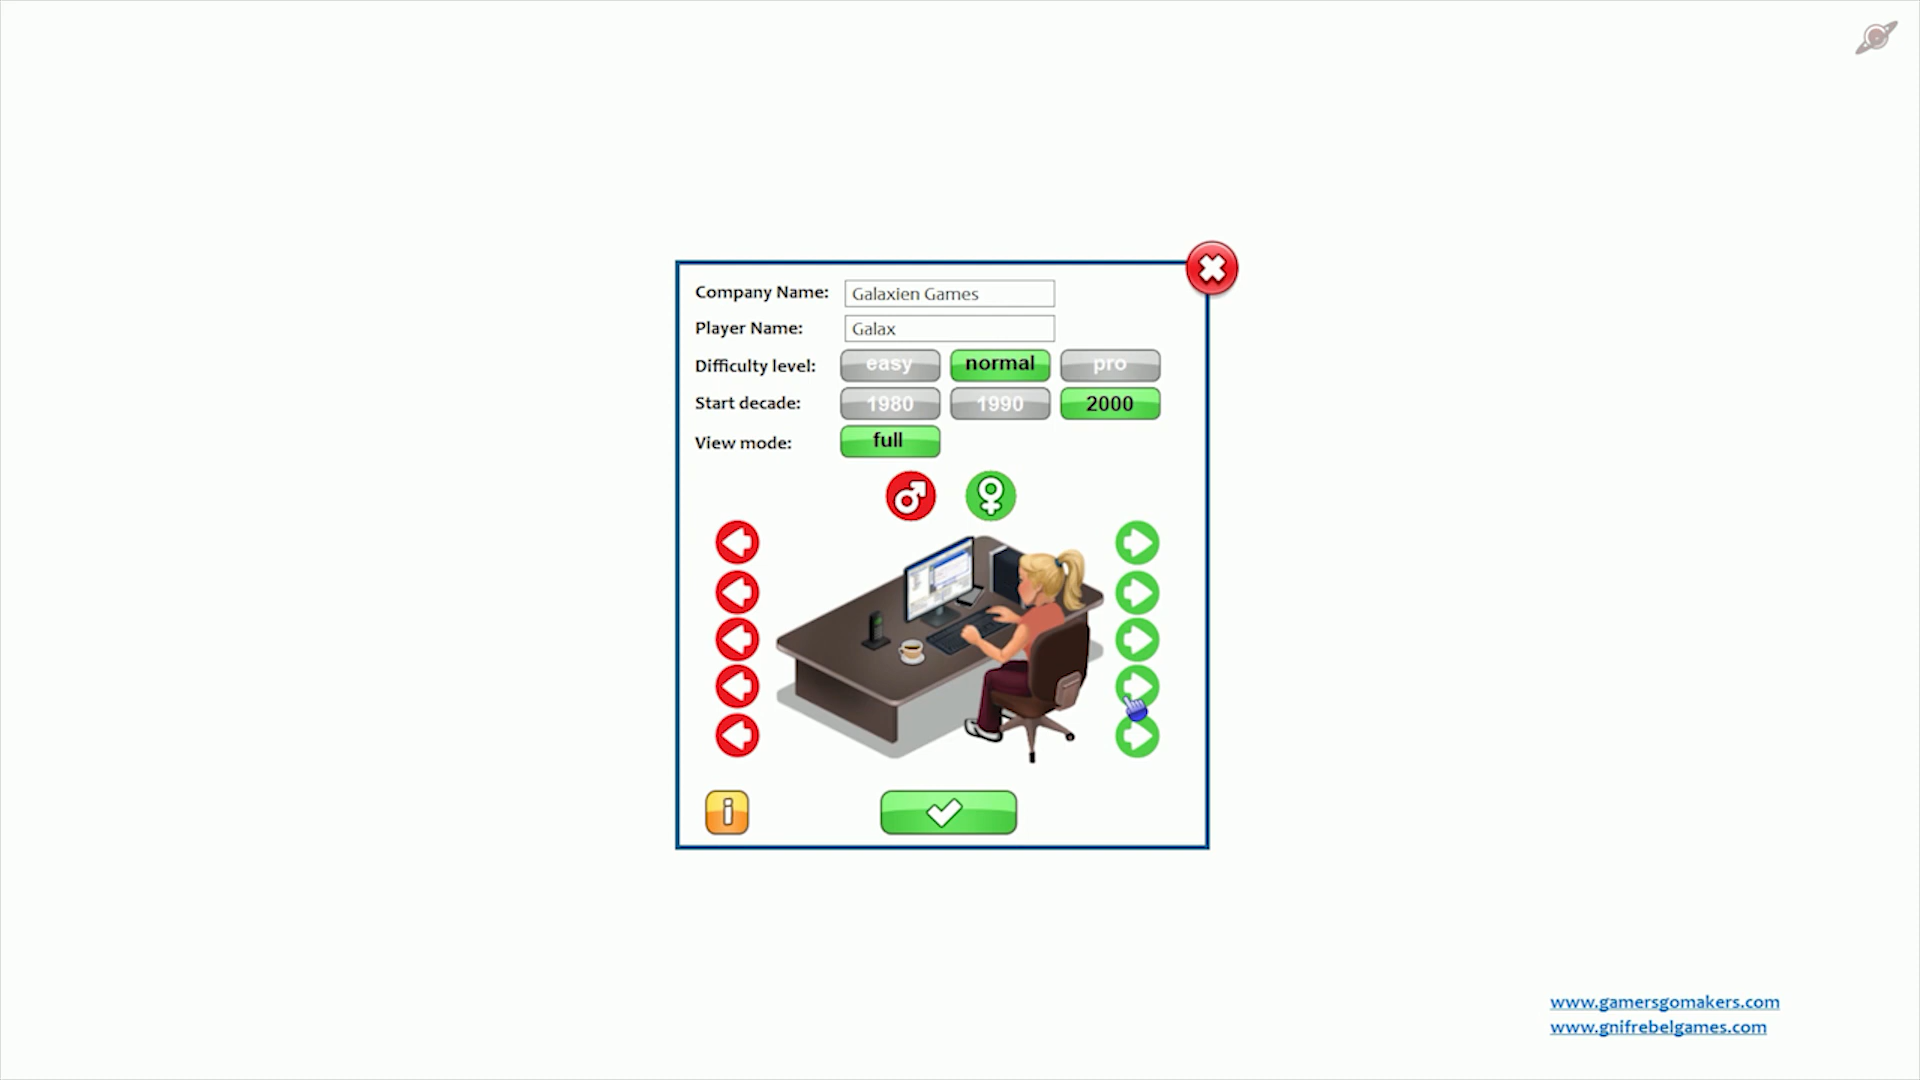 Company Name: Galaxien Games
Player Name: Galax
Difficulty level: easy normal pro
Start decade: 1980 1990 2000
View mode: full
www.gamersgomakers.com
www.gnifrebelgames.com